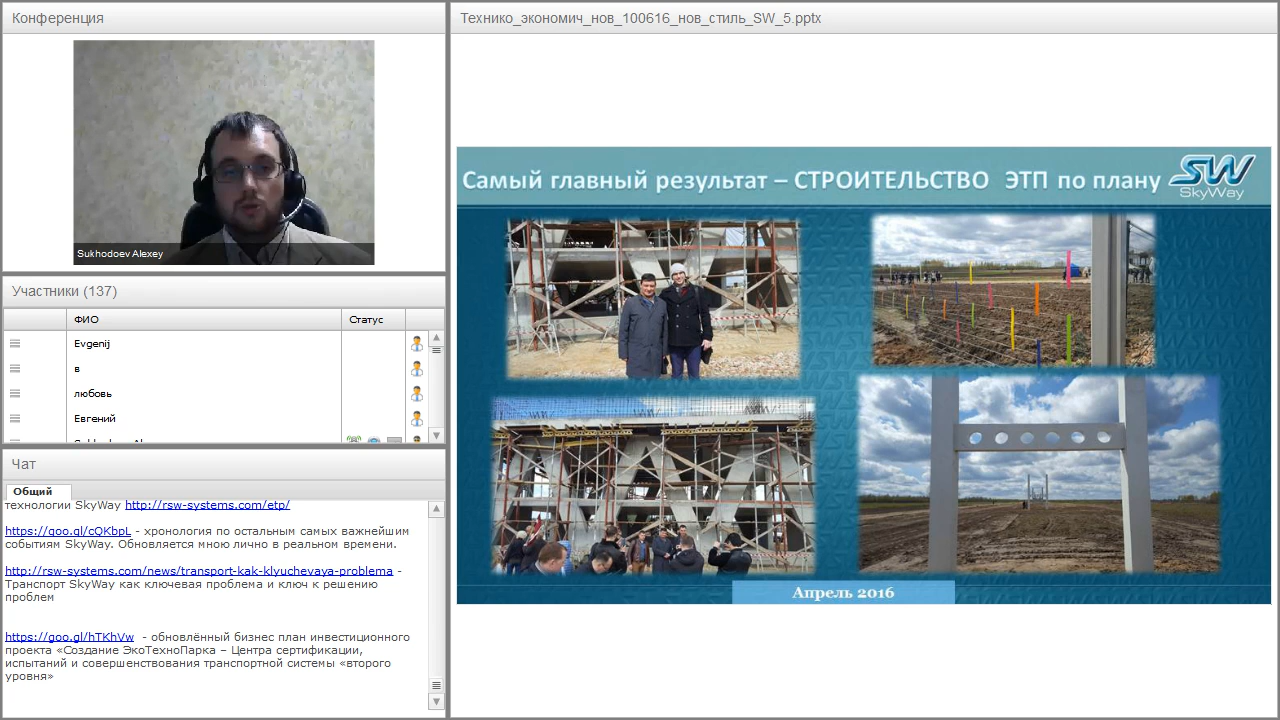 Конференция
Sukhodoev Alexey
Участники (137)
ФИО
Статус
Evgenij
в
любовь
Евгений
Чат
Общий
технологии SkyWay http://rsw-systems.com/etp/
https://goo.gl/cQKbpL - хронология по остальным самых важнейшим
событиям SkyWay. Обновляется мною лично в реальном времени.
http://rsw-systems.com/news/transport-kak-klyuchevaya-problema -
Транспорт SkyWay как ключевая проблема и ключ к решению
проблем
https://goo.gl/hTKhVw - обновлённый бизнес план инвестиционного
проекта «Создание ЭкоТехноПарка – Центра сертификации,
испытаний и совершенствования транспортной системы «второго
уровня»
Технико_экономич_нов_100616_нов_стиль_SW_5.pptx
Самый главный результат – СТРОИТЕЛЬСТВО ЭТП по плану
SW
SkyWay
Апрель 2016